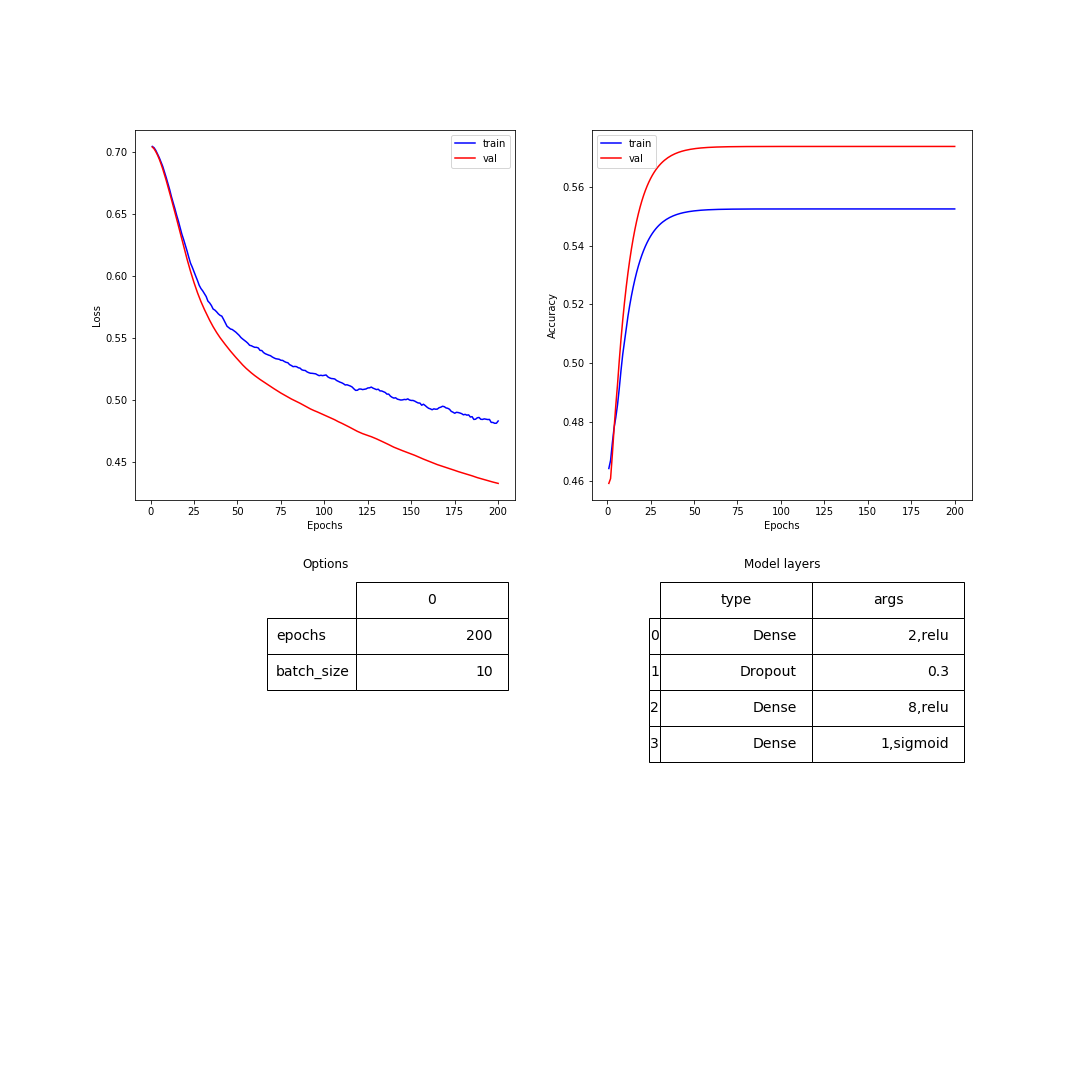 train
val
0.70
0.65
0.60
0.55
0.50
0.45
Loss
0 25 50 75 100 125 150 175 200
Epochs
train
val
0.56
0.54
0.52
0.50
0.48
0.46
Accuracy
0 25 50 75 100 125 150 175 200
Epochs
Options
0
epochs 200
batch_size 10
Model layers
type args
0 Dense 2,relu
1 Dropout 0.3
2 Dense 8,relu
3 Dense 1,sigmoid